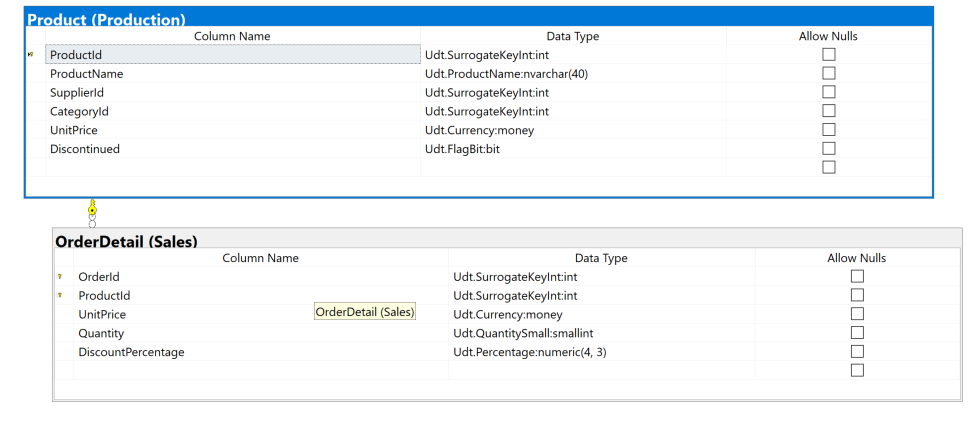 Product (Production)
Column Name Data Type Allow Nulls
ProductId Udt.SurrogateKeyInt:int
ProductName Udt.ProductName:nvarchar(40)
SupplierId Udt.SurrogateKeyInt:int
CategoryId Udt.SurrogateKeyInt:int
UnitPrice Udt.Currency:money
Discontinued Udt.FlagBit:bit
OrderDetail (Sales)
Column Name Data Type Allow Nulls
OrderId Udt.SurrogateKeyInt:int
ProductId Udt.SurrogateKeyInt:int
UnitPrice OrderDetail (Sales) Udt.Currency:money
Quantity Udt.QuantitySmall:smallint
DiscountPercentage Udt.Percentage:numeric(4, 3)